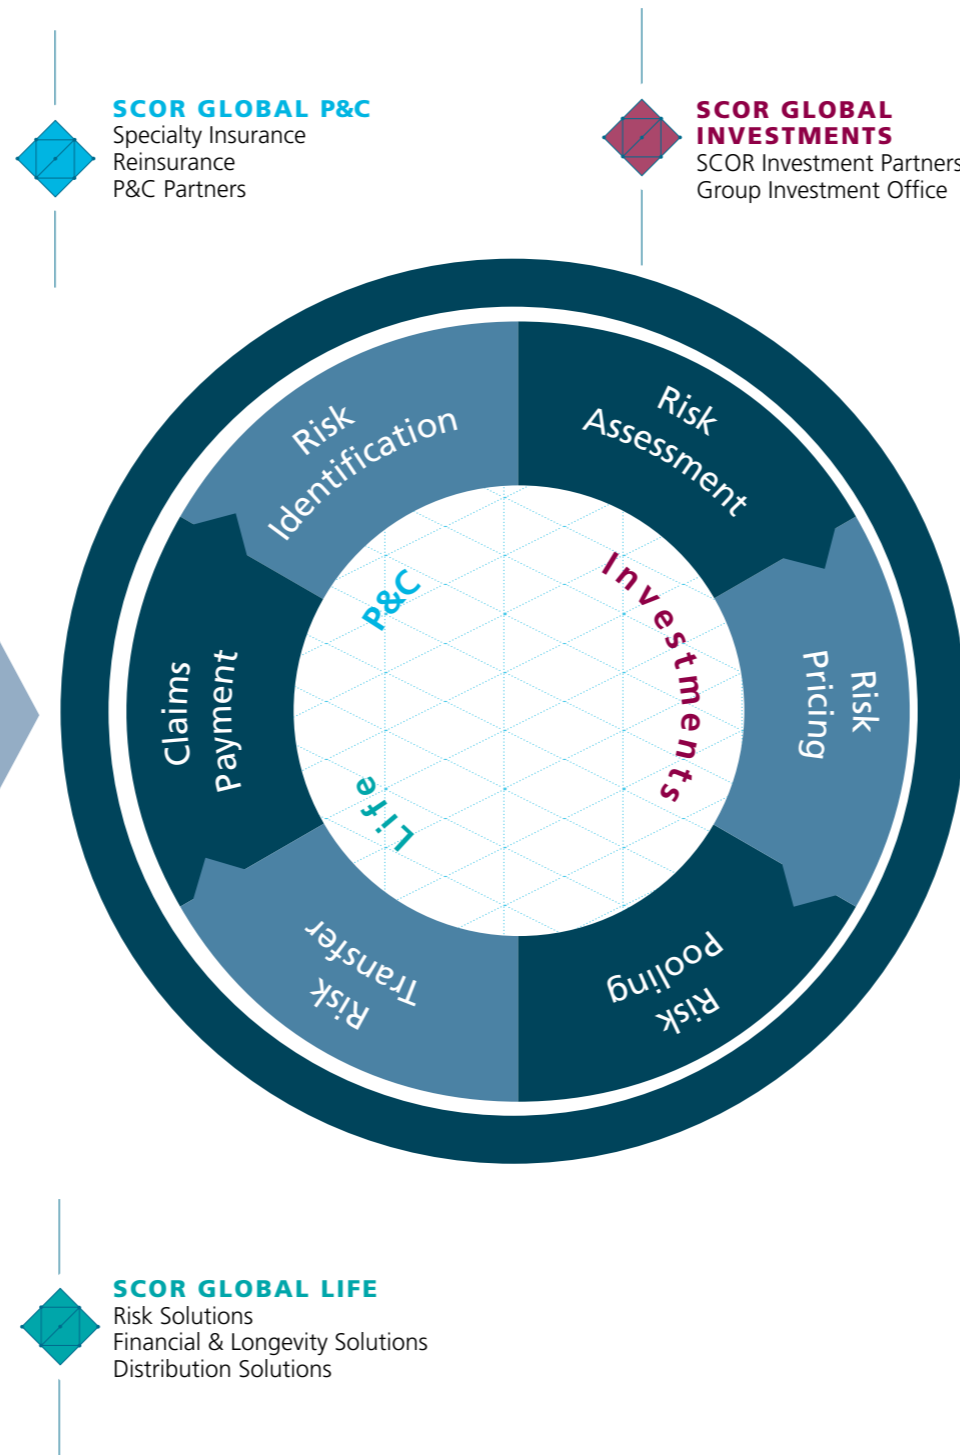 SCOR GLOBAL P&C
Specialty Insurance
Reinsurance
P&C Partners
SCOR GLOBAL
INVESTMENTS
SCOR Investment Partners
Group Investment Office
Risk
Identification
Risk
Assessment
Risk
Pricing
Risk
Pooling
Risk
Transfer
Claims
Payment
P&C
Investments
Life
SCOR GLOBAL LIFE
Risk Solutions
Financial & Longevity Solutions
Distribution Solutions